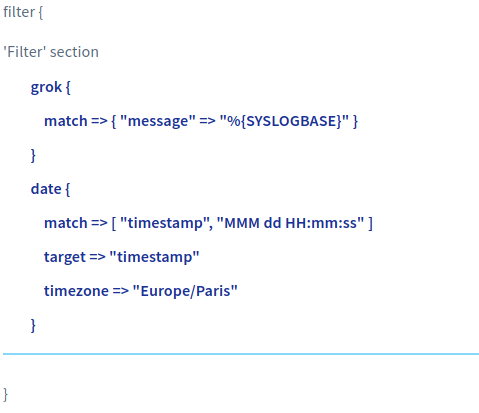 filter {
'Filter' section
grok {
match => { "message" => "%{SYSLOGBASE}" }
}
date {
match => [ "timestamp", "MMM dd HH:mm:ss" ]
target => "timestamp"
timezone => "Europe/Paris"
}
}